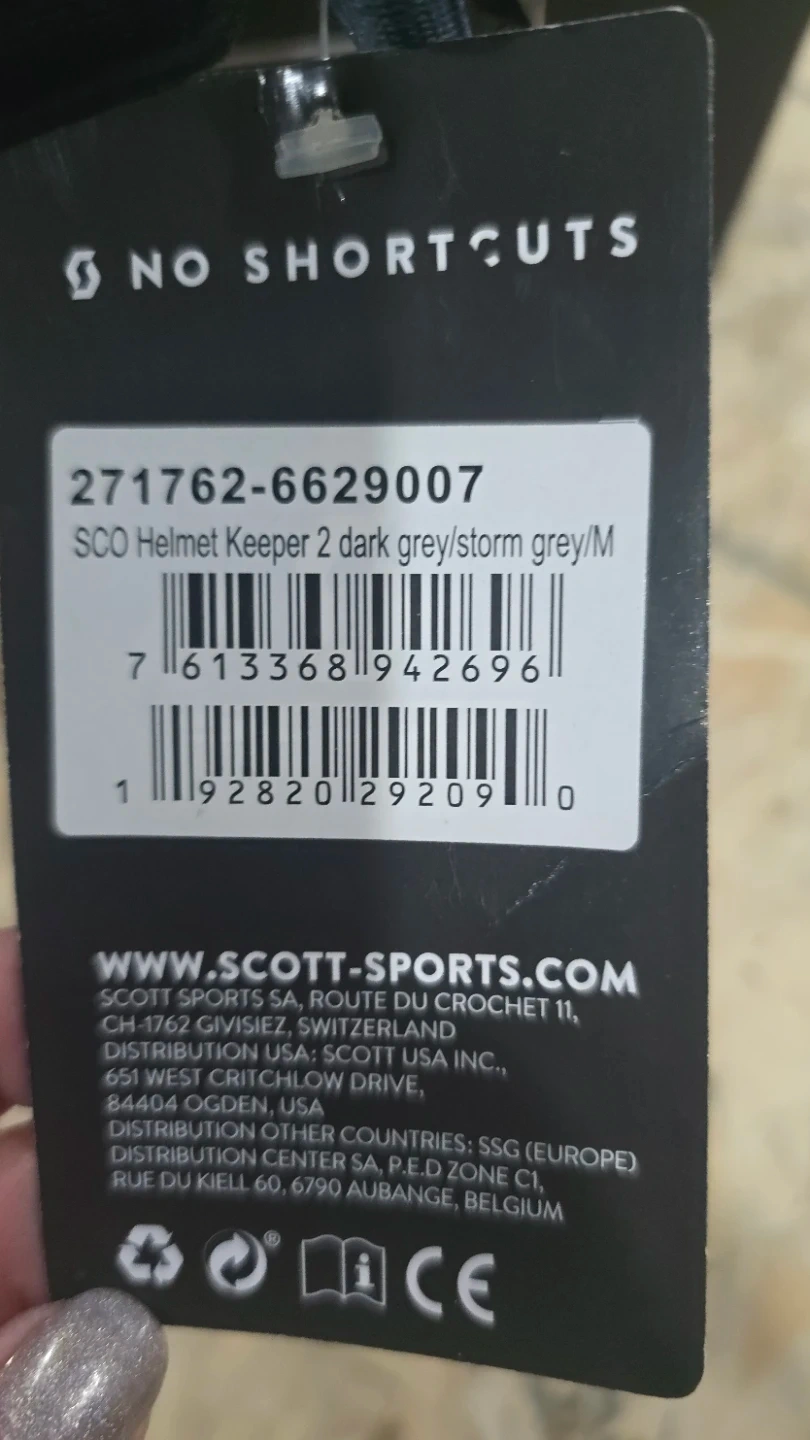 NO SHORTCUTS
271762-6629007
SCO Helmet Keeper 2 dark grey/storm grey/M
7 613368 942696
1 92820 29209 0
WWW.SCOTT-SPORTS.COM
SCOTT SPORTS SA, ROUTE DU CROCHET 11,
CH-1762 GIVISIEZ, SWITZERLAND
DISTRIBUTION USA: SCOTT USA INC.,
651 WEST CRITCHLOW DRIVE,
84404 OGDEN, USA
DISTRIBUTION OTHER COUNTRIES: SSG (EUROPE)
DISTRIBUTION CENTER SA, P.E.D ZONE C1,
RUE DU KIELL 60, 6790 AUBANGE, BELGIUM
® i CE